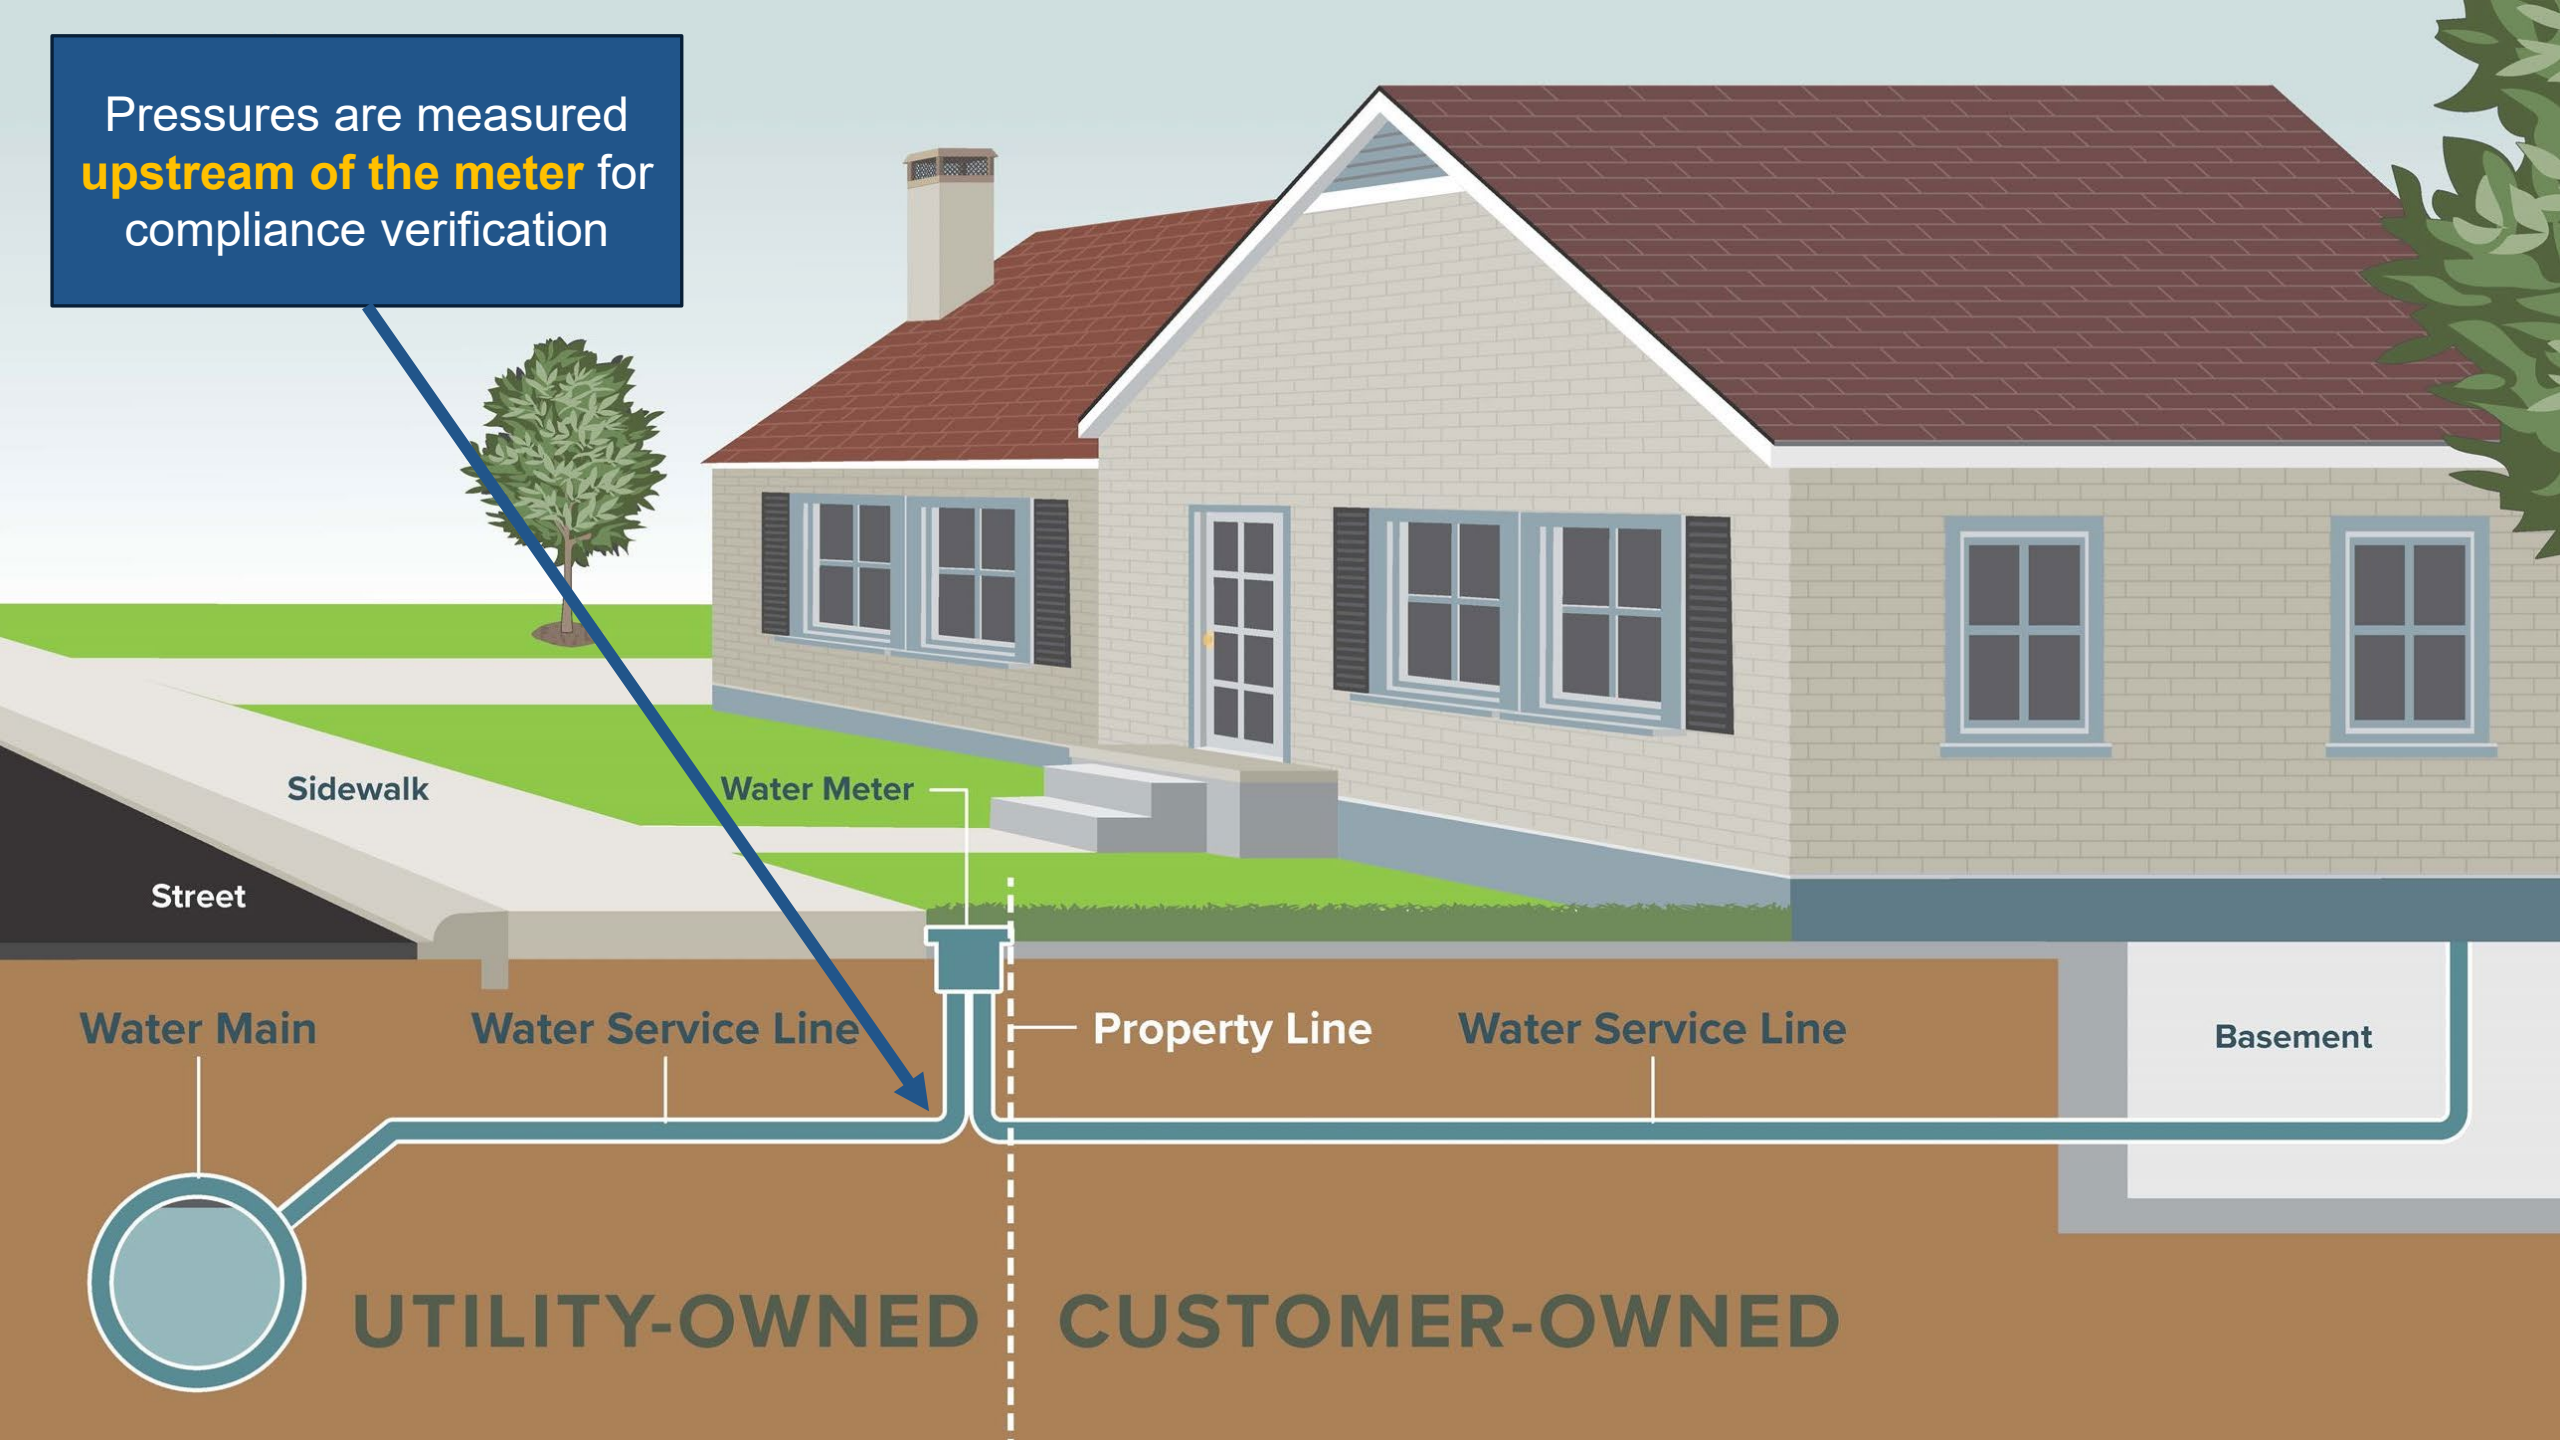 Pressures are measured
upstream of the meter for
compliance verification
Sidewalk
Water Meter
Street
Water Main
Water Service Line
Property Line
Water Service Line
Basement
UTILITY-OWNED
CUSTOMER-OWNED